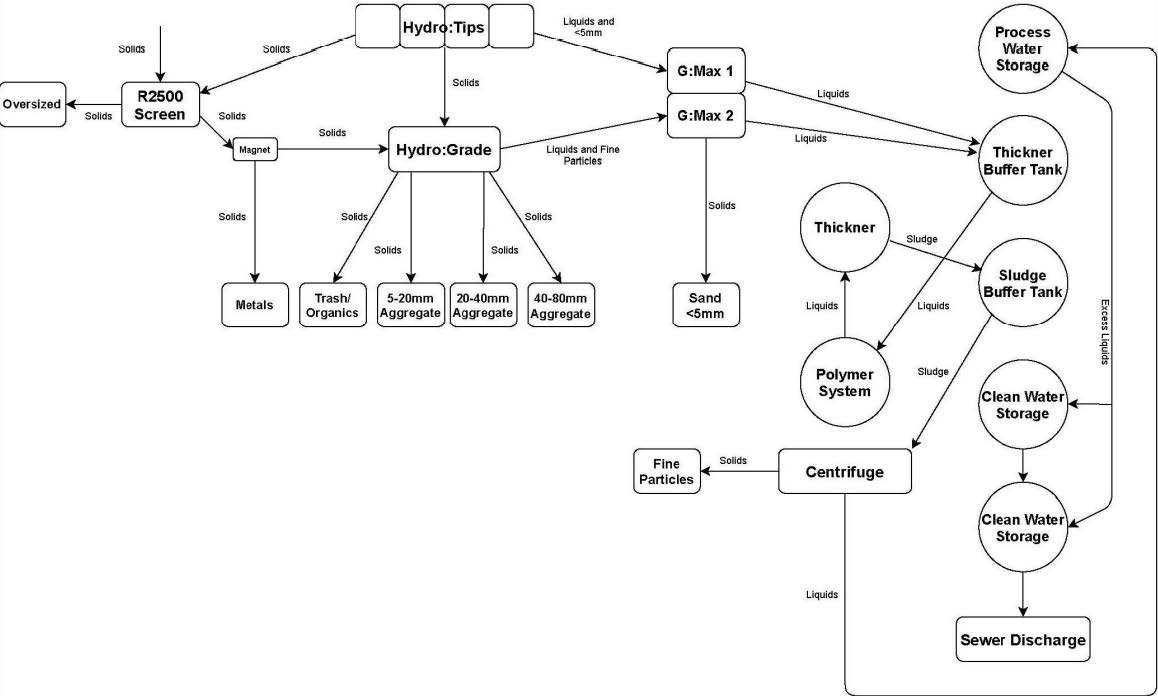 Hydro:Tips
Liquids and
<5mm
Process
Water
Storage
Solids
Solids
G:Max 1
Solids
Liquids
R2500
Screen
Oversized
Solids
Solids
G:Max 2
Solids
Liquids
Magnet
Hydro:Grade
Liquids and Fine
Particles
Thickner
Buffer Tank
Solids
Solids
Solids
Solids
Thickner
Sludge
Solids
Solids
Sludge
Buffer Tank
Metals
Trash/
Organics
5-20mm
Aggregate
20-40mm
Aggregate
40-80mm
Aggregate
Sand
<5mm
Liquids
Liquids
Excess Liquids
Polymer
System
Sludge
Clean Water
Storage
Fine
Particles
Solids
Centrifuge
Clean Water
Storage
Liquids
Sewer Discharge